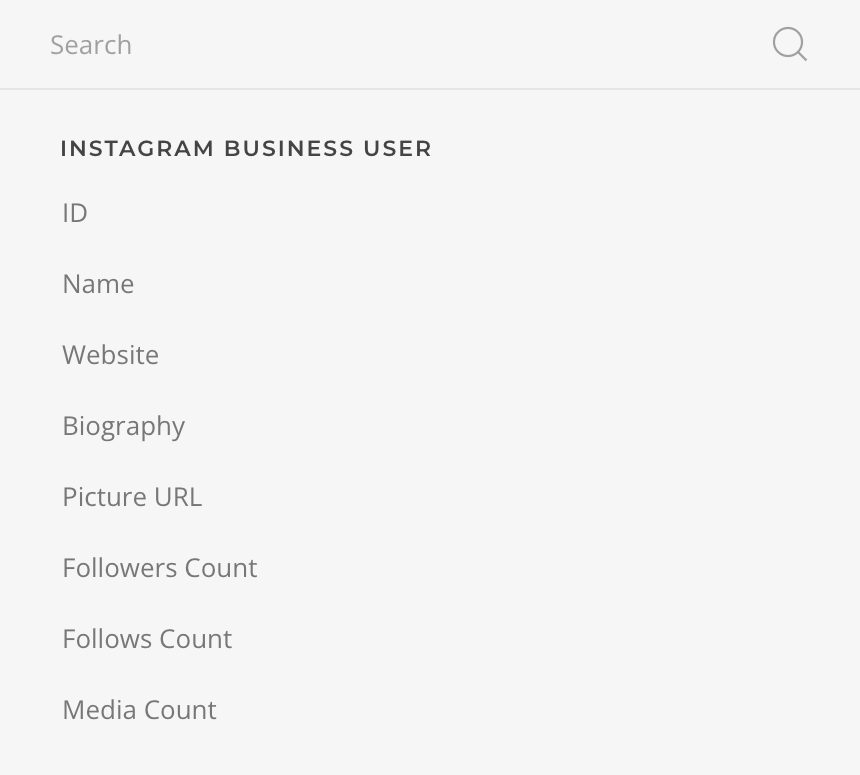 Search
INSTAGRAM BUSINESS USER
ID
Name
Website
Biography
Picture URL
Followers Count
Follows Count
Media Count